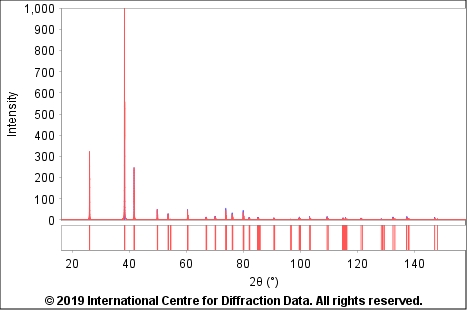 1,000
900
800
700
600
500
400
300
200
100
0
Intensity
20 40 60 80 100 120 140
2θ (°)
© 2019 International Centre for Diffraction Data. All rights reserved.